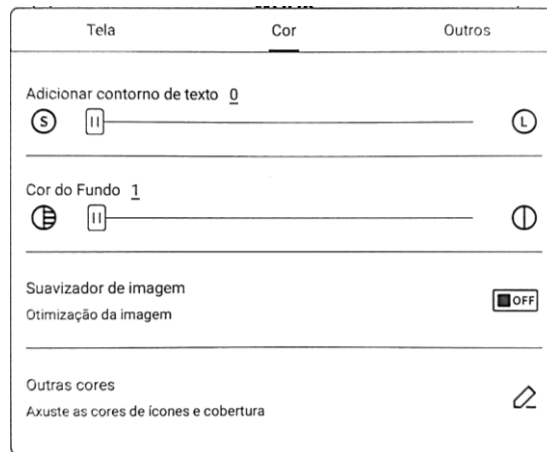 Tela Cor Outros
Adicionar contorno de texto 0
S L
Cor do Fundo 1
Suavizador de imagem
OFF
Otimização da imagem
Outras cores
Axuste as cores de ícones e cobertura